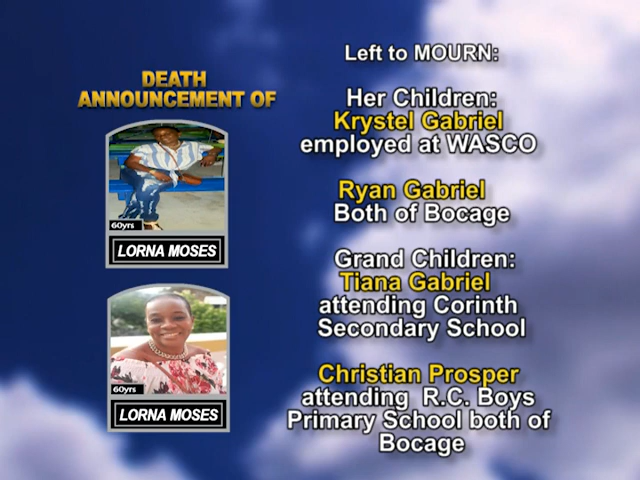 DEATH
ANNOUNCEMENT OF
60yrs
LORNA MOSES
60yrs
LORNA MOSES
Left to MOURN:
Her Children:
Krystel Gabriel
employed at WASCO
Ryan Gabriel
Both of Bocage
Grand Children:
Tiana Gabriel
attending Corinth
Secondary School
Christian Prosper
attending R.C. Boys
Primary School both of
Bocage